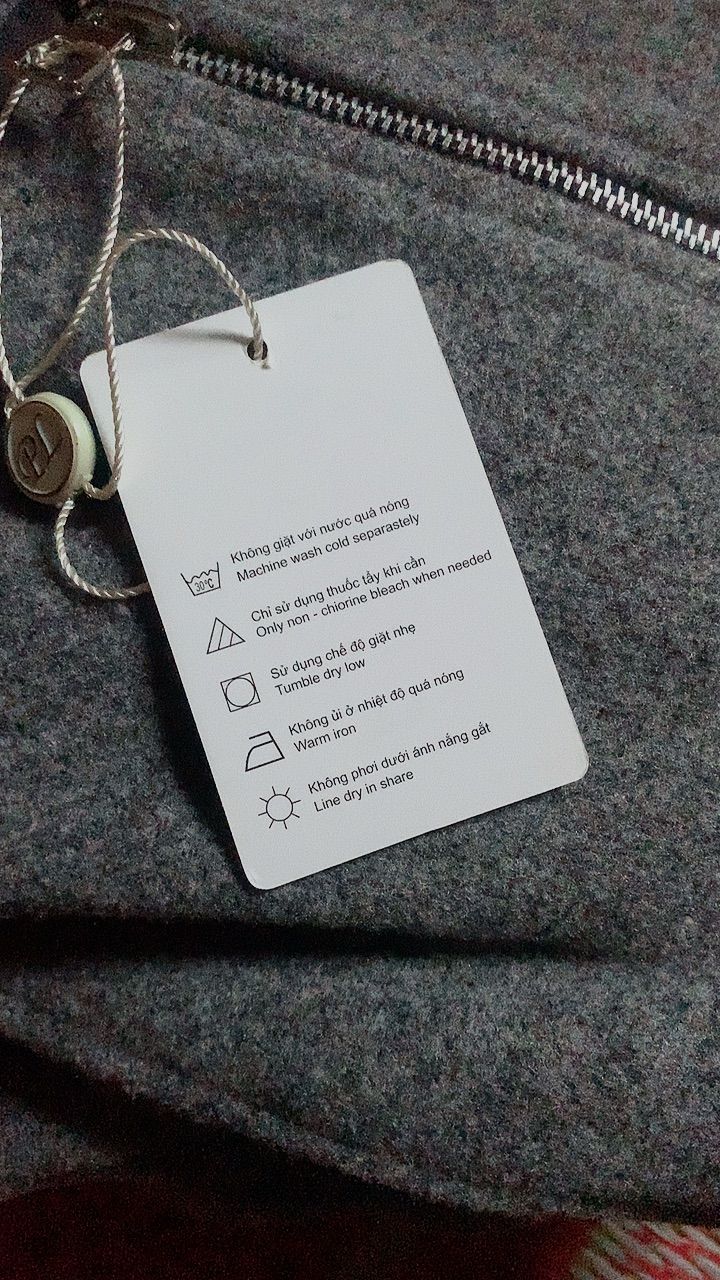 Không giặt với nước quá nóng
Machine wash cold separastely
30°C
Chỉ sử dụng thuốc tẩy khi cần
Only non - chiorine bleach when needed
Sử dụng chế độ giặt nhẹ
Tumble dry low
Không ủi ở nhiệt độ quá nóng
Warm iron
Không phơi dưới ánh nắng gắt
Line dry in share